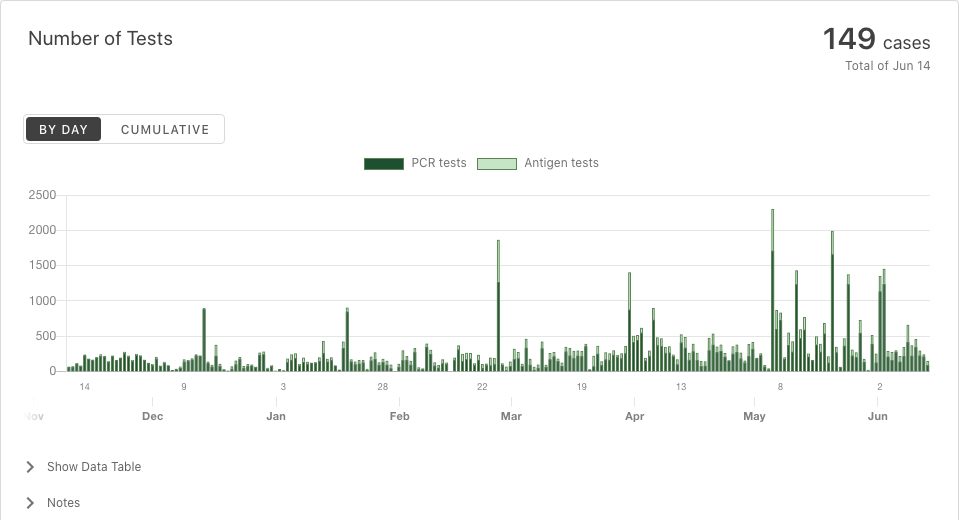 Number of Tests
149 cases
Total of Jun 14
BY DAY CUMULATIVE
PCR tests Antigen tests
2500
2000
1500
1000
500
0
14 9 3 28 22 19 13 8 2
Nov Dec Jan Feb Mar Apr May Jun
Show Data Table
Notes